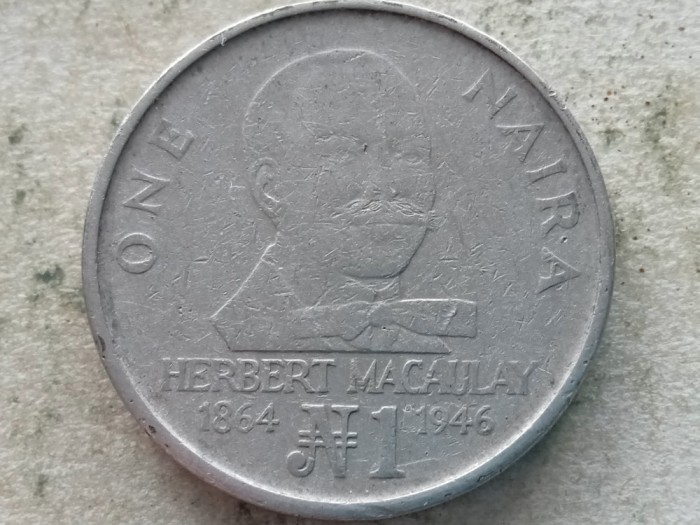 ONE NAIRA
HERBERT MACAULAY
1864 1946
₦1